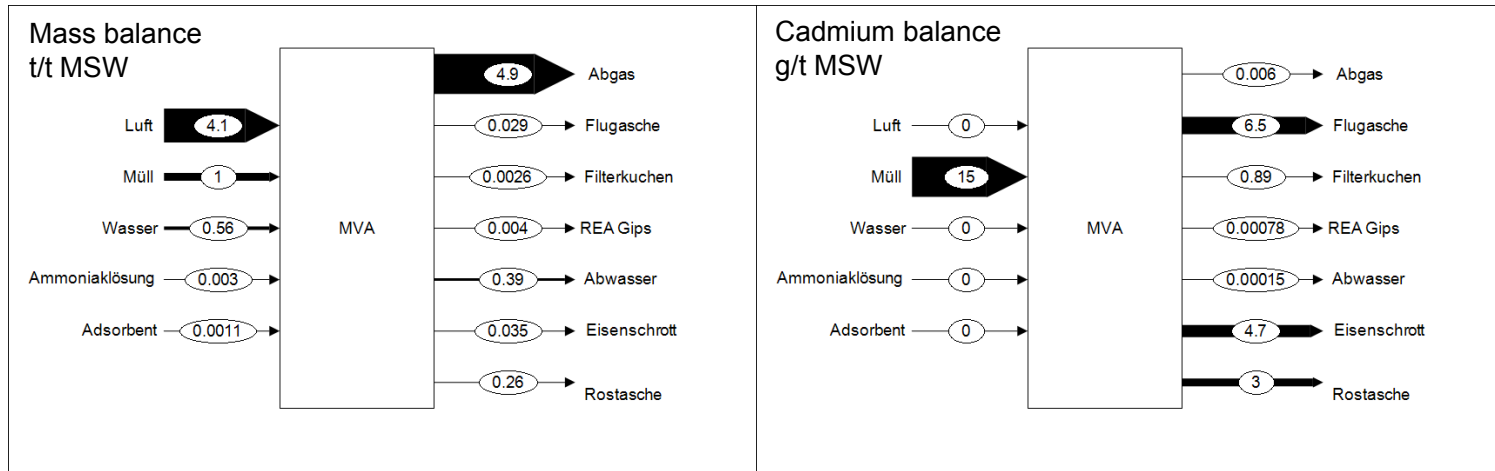 Mass balance
t/t MSW
4.9 Abgas
Luft 4.1
0.029 Flugasche
Müll 1
0.0026 Filterkuchen
Wasser 0.56
MVA
0.004 REA Gips
Ammoniaklösung 0.003
0.39 Abwasser
Adsorbent 0.0011
0.035 Eisenschrott
0.26 Rostasche
Cadmium balance
g/t MSW
0.006 Abgas
Luft 0
6.5 Flugasche
Müll 15
0.89 Filterkuchen
Wasser 0
MVA
0.00078 REA Gips
Ammoniaklösung 0
0.00015 Abwasser
Adsorbent 0
4.7 Eisenschrott
3 Rostasche